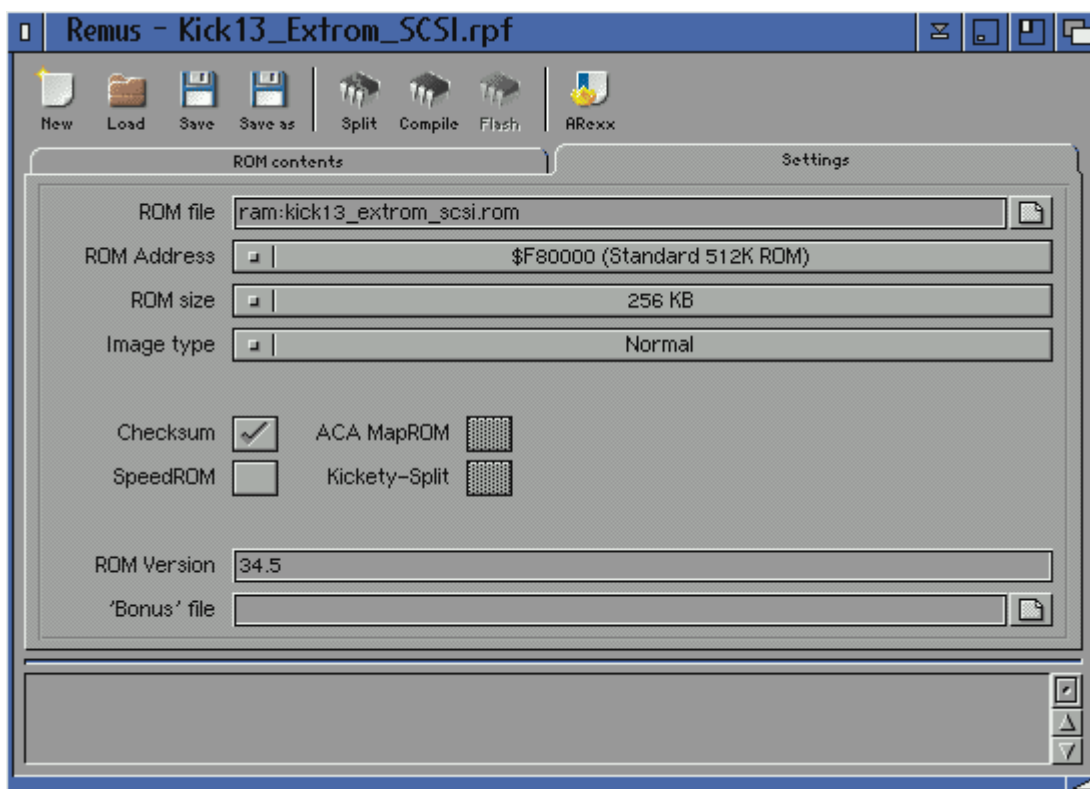 Remus - Kick13_Extrom_SCSI.rpf
New Load Save Save as Split Compile Flash ARexx
ROM contents Settings
ROM file ram:kick13_extrom_scsi.rom
ROM Address $F80000 (Standard 512K ROM)
ROM size 256 KB
Image type Normal
Checksum ACA MapROM
SpeedROM Kickety-Split
ROM Version 34.5
'Bonus' file